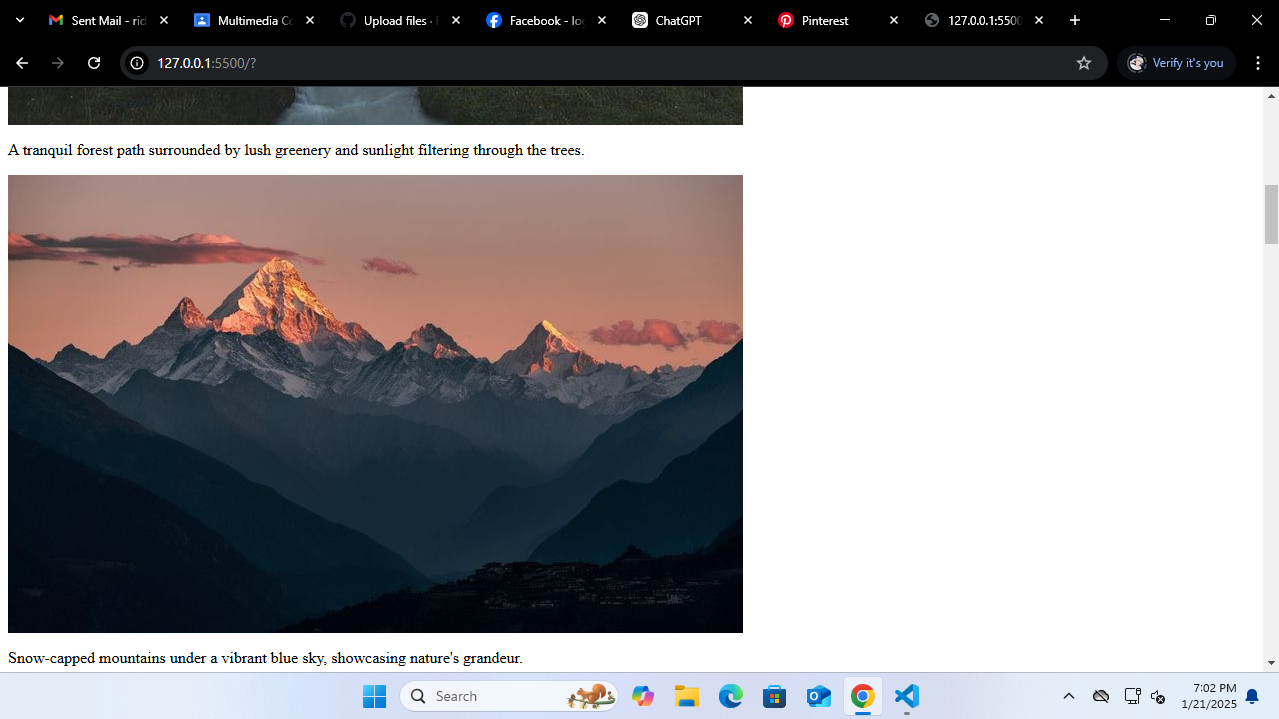 Sent Mail - rid
Multimedia Co
Upload files ·
Facebook - log
ChatGPT
Pinterest
127.0.0.1:5500
127.0.0.1:5500/?
Verify it's you
A tranquil forest path surrounded by lush greenery and sunlight filtering through the trees.
Snow-capped mountains under a vibrant blue sky, showcasing nature's grandeur.
Search
7:02 PM
1/21/2025